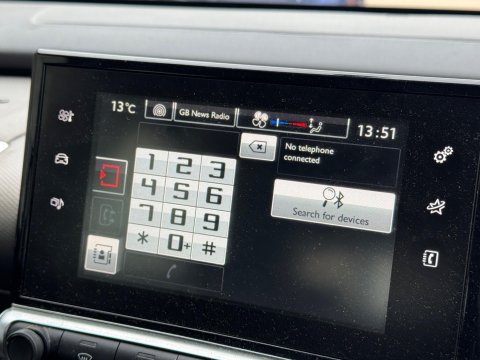 13°C
GB News Radio
13:51
No telephone
connected
1 2 3
4 5 6
7 8 9
* 0+ #
Search for devices